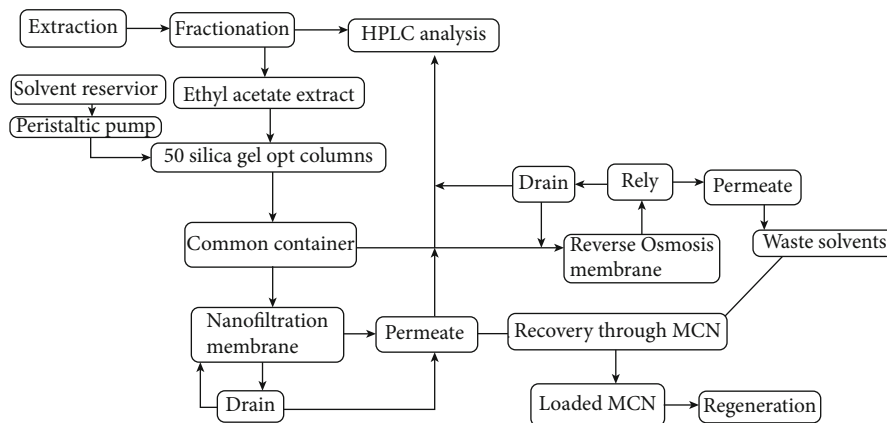 Extraction
Fractionation
HPLC analysis
Solvent reservior
Ethyl acetate extract
Peristaltic pump
50 silica gel opt columns
Drain
Rely
Permeate
Common container
Reverse Osmosis
membrane
Waste solvents
Nanofiltration
membrane
Permeate
Recovery through MCN
Drain
Loaded MCN
Regeneration